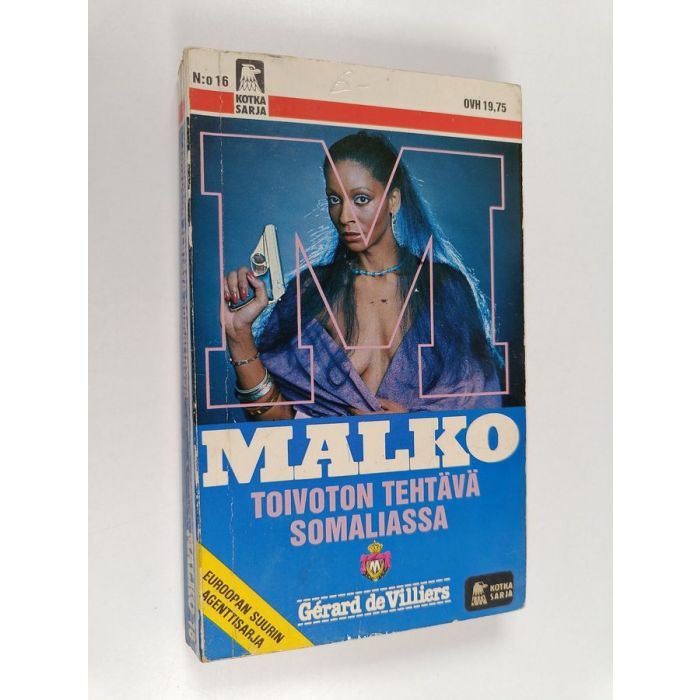 N:o 16
KOTKA
SARJA
OVH 19,75
M
MALKO
TOIVOTON TEHTÄVÄ
SOMALIASSA
M
EUROOPAN SUURIN
AGENTTISARJA
Gérard de Villiers
KOTKA
SARJA
MALKO 16